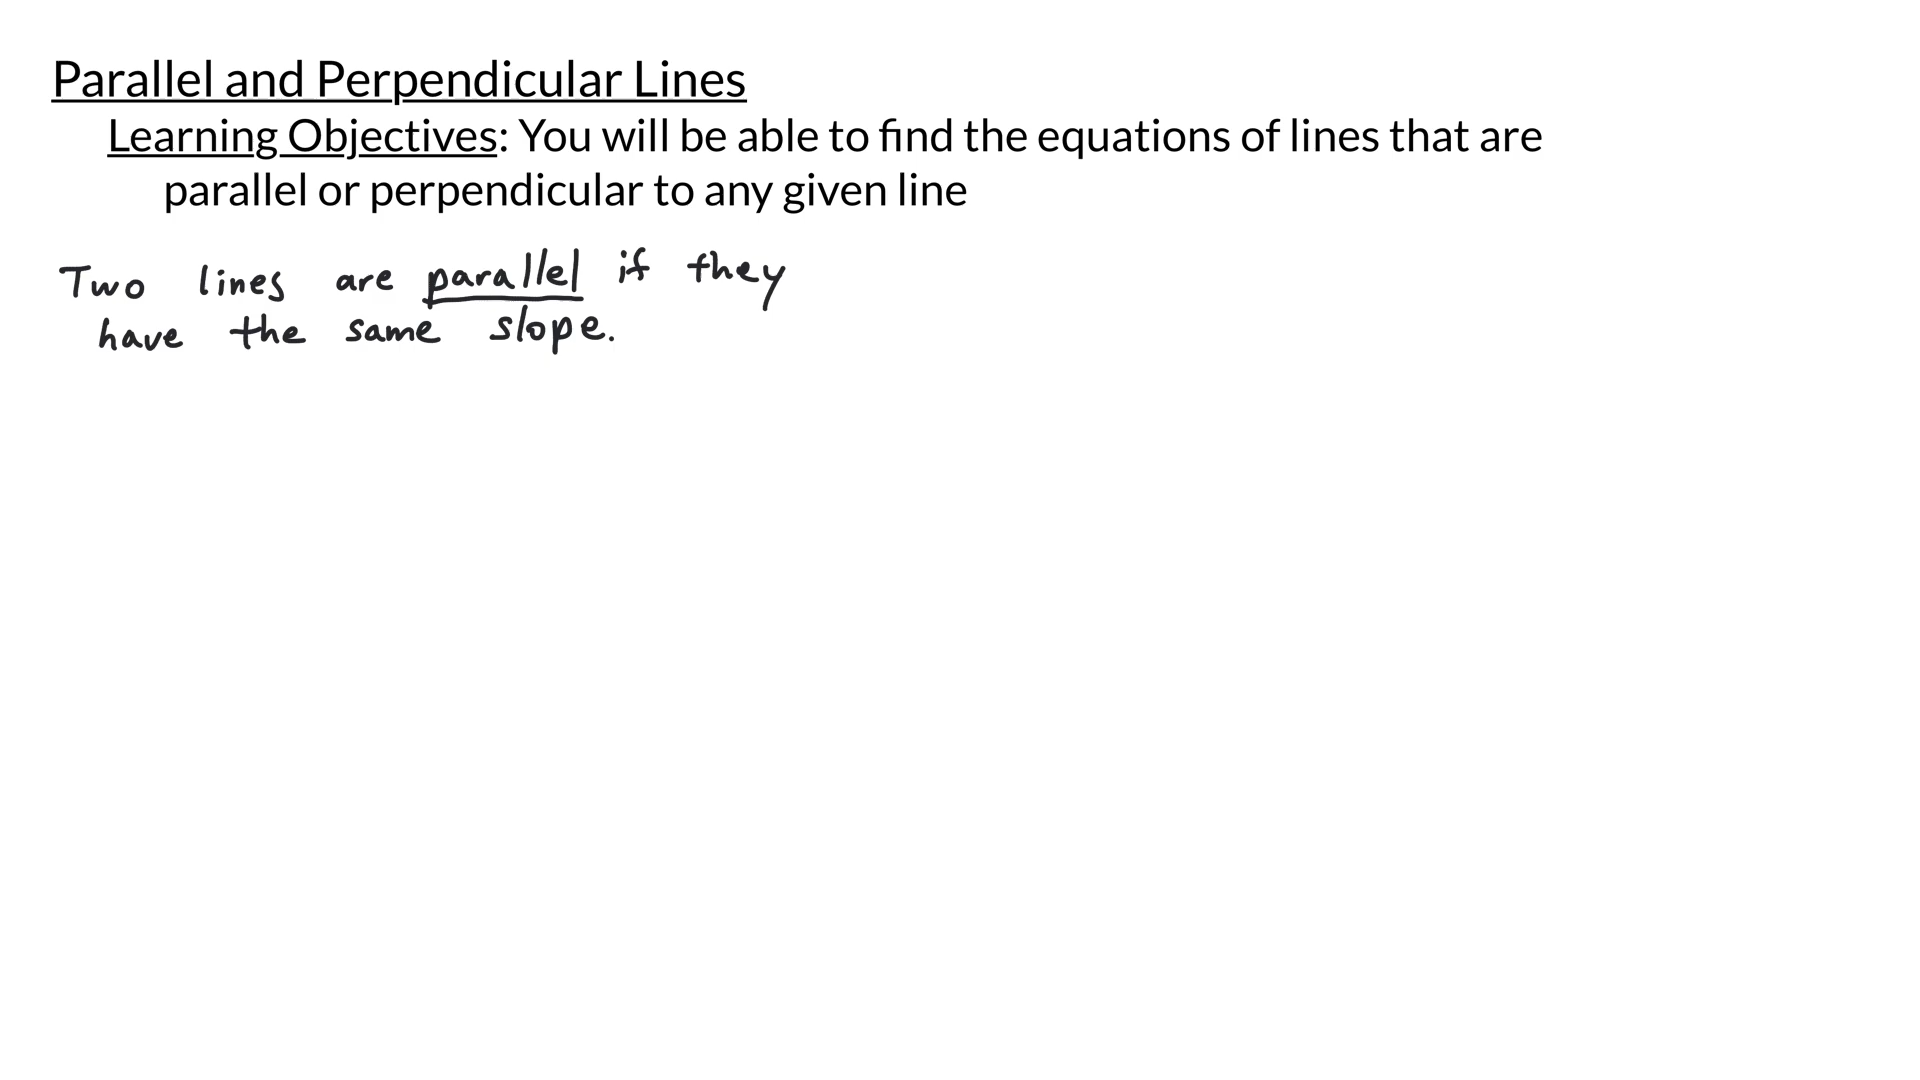 Parallel and Perpendicular Lines
Learning Objectives: You will be able to find the equations of lines that are
parallel or perpendicular to any given line
Two lines are parallel if they
have the same slope.